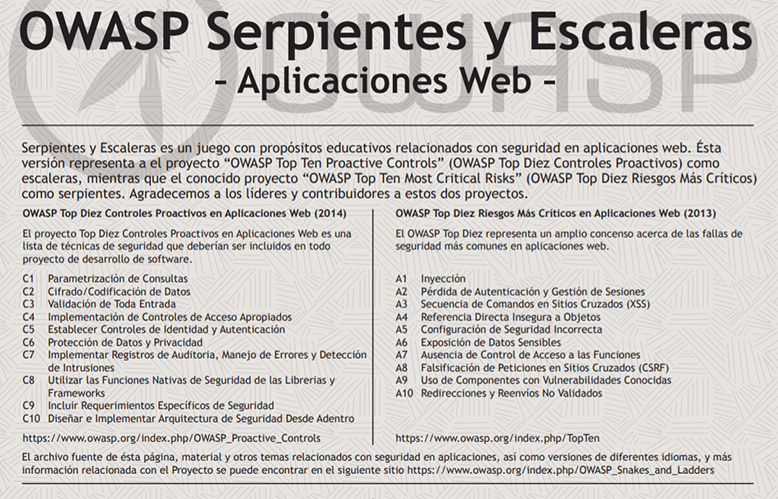 OWASP Serpientes y Escaleras
– Aplicaciones Web –
OWASP
Serpientes y Escaleras es un juego con propósitos educativos relacionados con seguridad en aplicaciones web. Ésta
versión representa a el proyecto “OWASP Top Ten Proactive Controls” (OWASP Top Diez Controles Proactivos) como
escaleras, mientras que el conocido proyecto “OWASP Top Ten Most Critical Risks” (OWASP Top Diez Riesgos Más Críticos)
como serpientes. Agradecemos a los líderes y contribuidores a estos dos proyectos.
OWASP Top Diez Controles Proactivos en Aplicaciones Web (2014)
El proyecto Top Diez Controles Proactivos en Aplicaciones Web es una
lista de técnicas de seguridad que deberían ser incluidos en todo
proyecto de desarrollo de software.
C1 Parametrización de Consultas
C2 Cifrado/Codificación de Datos
C3 Validación de Toda Entrada
C4 Implementación de Controles de Acceso Apropiados
C5 Establecer Controles de Identidad y Autenticación
C6 Protección de Datos y Privacidad
C7 Implementar Registros de Auditoria, Manejo de Errores y Detección
de Intrusiones
C8 Utilizar las Funciones Nativas de Seguridad de las Librerias y
Frameworks
C9 Incluir Requerimientos Específicos de Seguridad
C10 Diseñar e Implementar Arquitectura de Seguridad Desde Adentro
https://www.owasp.org/index.php/OWASP_Proactive_Controls
OWASP Top Diez Riesgos Más Críticos en Aplicaciones Web (2013)
El OWASP Top Diez representa un amplio concenso acerca de las fallas de
seguridad más comunes en aplicaciones web.
A1 Inyección
A2 Pérdida de Autenticación y Gestión de Sesiones
A3 Secuencia de Comandos en Sitios Cruzados (XSS)
A4 Referencia Directa Insegura a Objetos
A5 Configuración de Seguridad Incorrecta
A6 Exposición de Datos Sensibles
A7 Ausencia de Control de Acceso a las Funciones
A8 Falsificación de Peticiones en Sitios Cruzados (CSRF)
A9 Uso de Componentes con Vulnerabilidades Conocidas
A10 Redirecciones y Reenvios No Validados
https://www.owasp.org/index.php/TopTen
El archivo fuente de ésta página, material y otros temas relacionados con seguridad en aplicaciones, así como versiones de diferentes idiomas, y más
información relacionada con el Proyecto se puede encontrar en el siguiente sitio https://www.owasp.org/index.php/OWASP_Snakes_and_Ladders